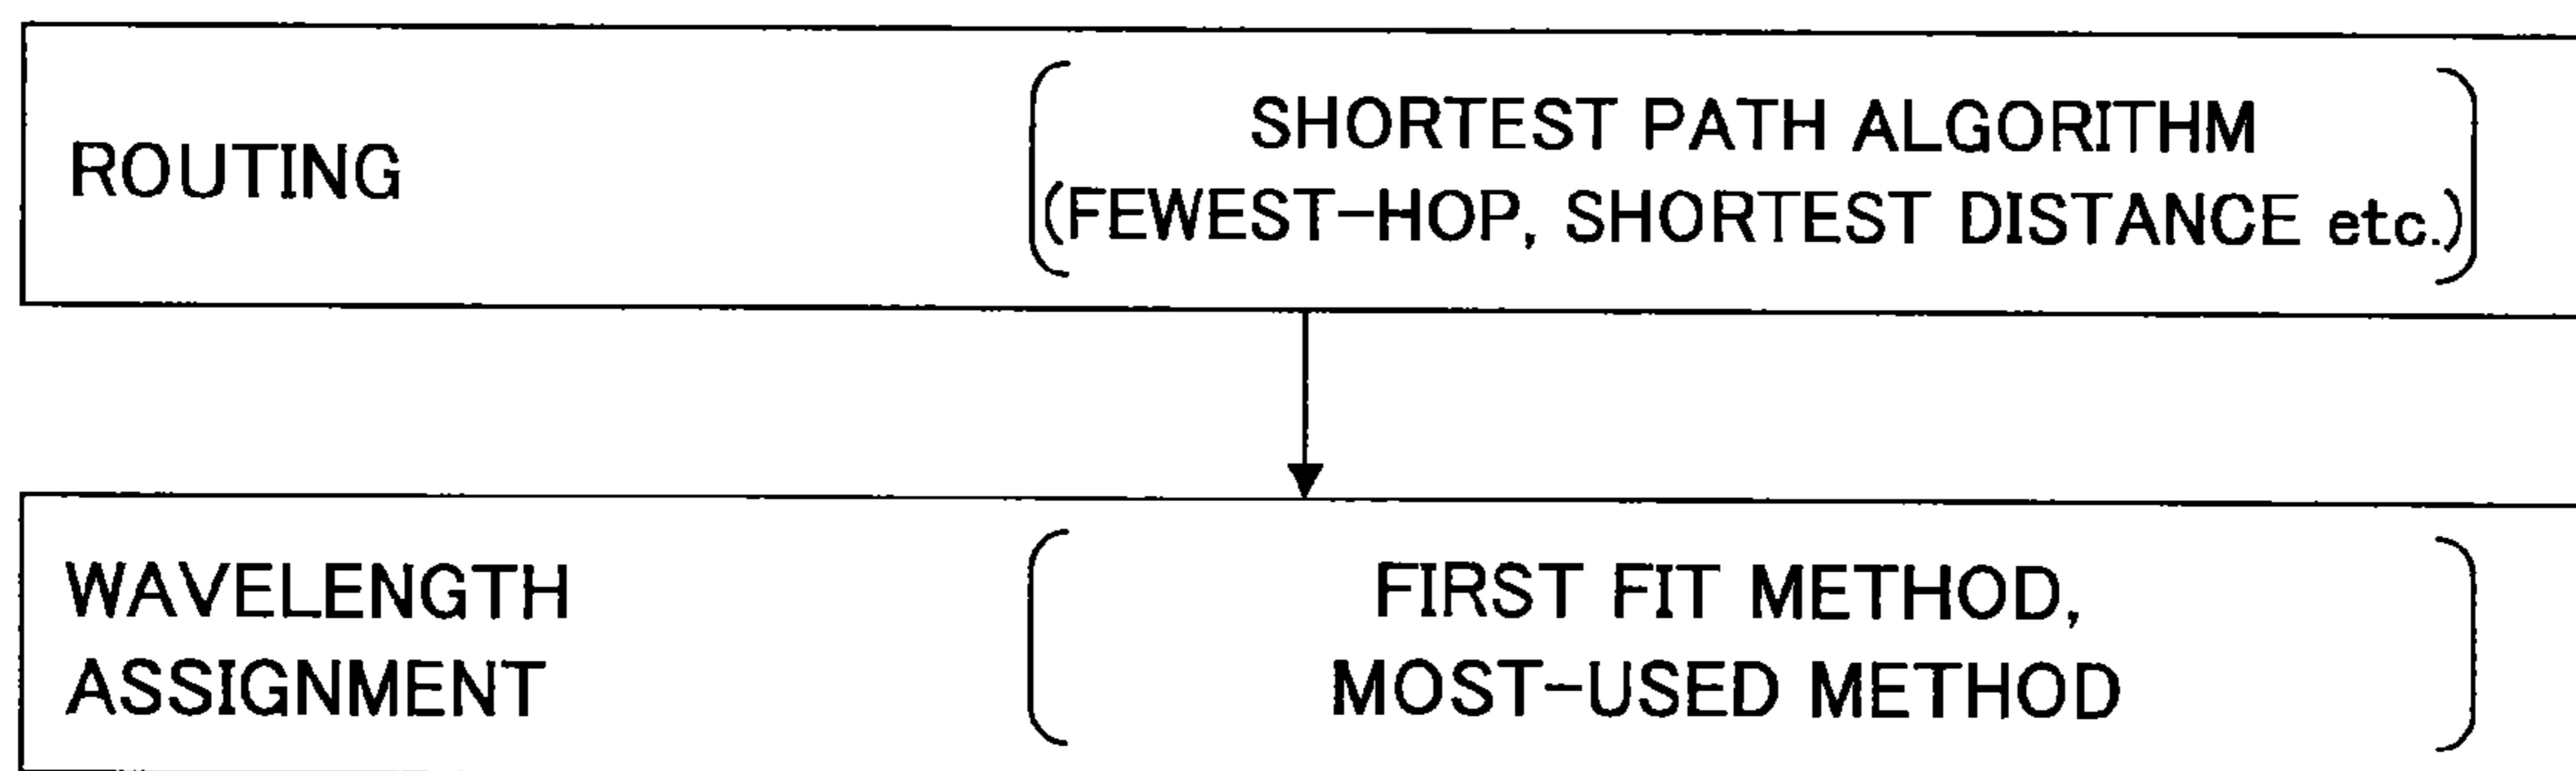 ROUTING
SHORTEST PATH ALGORITHM
(FEWEST-HOP, SHORTEST DISTANCE etc.)
WAVELENGTH
ASSIGNMENT
FIRST FIT METHOD,
MOST-USED METHOD